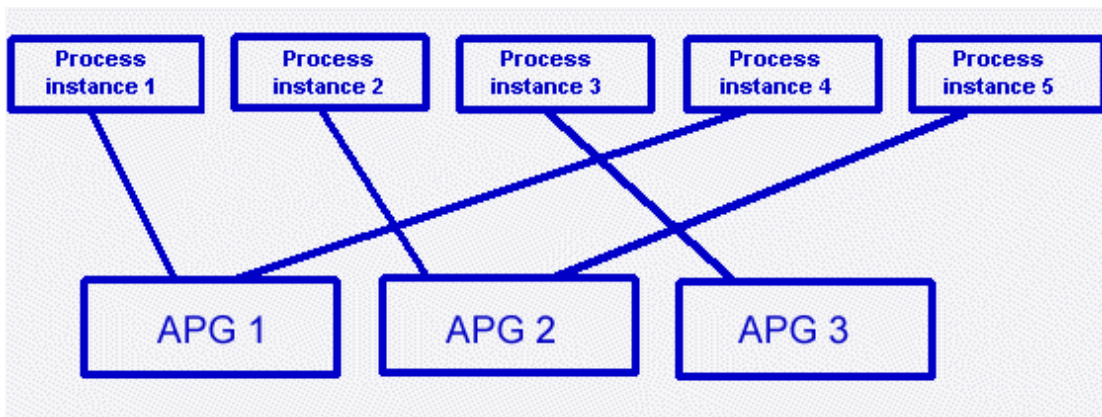 Process
instance 1
Process
instance 2
Process
instance 3
Process
instance 4
Process
instance 5
APG 1
APG 2
APG 3